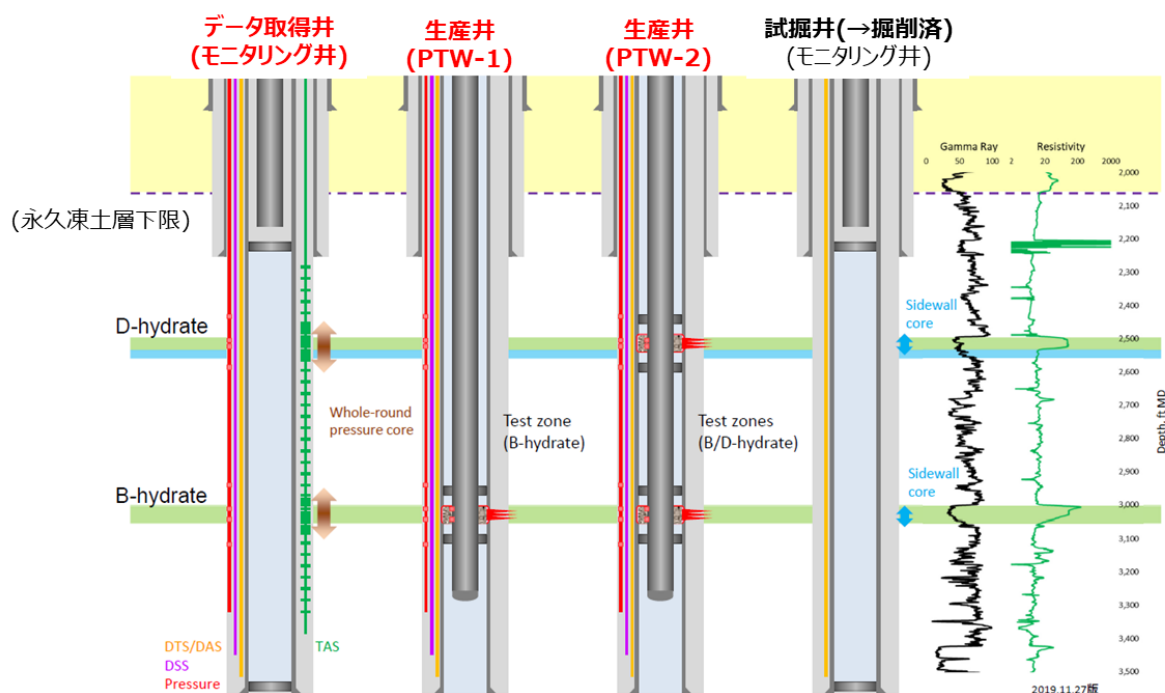 データ取得井
(モニタリング井)
生産井
(PTW-1)
生産井
(PTW-2)
試掘井(→掘削済)
(モニタリング井)
Gamma Ray
Resistivity
0
50
100
2
20
200
2000
2,000
2,100
(永久凍土層下限)
2,200
2,300
2,400
Sidewall
core
D-hydrate
2,500
2,600
Whole-round
pressure core
Test zone
(B-hydrate)
Test zones
(B/D-hydrate)
2,700
2,800
Depth, ft MD
2,900
Sidewall
core
B-hydrate
3,000
3,100
3,200
3,300
3,400
DTS/DAS
TAS
DSS
Pressure
3,500
2019.11.27版